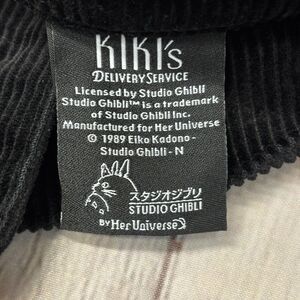 KIKI's
DELIVERY SERVICE
Licensed by Studio Ghibli
Studio Ghibli™ is a trademark
of Studio Ghibli Inc.
Manufactured for Her Universe
© 1989 Eiko Kadono -
Studio Ghibli - N
スタジオジブリ
STUDIO GHIBLI
BY Her Universe